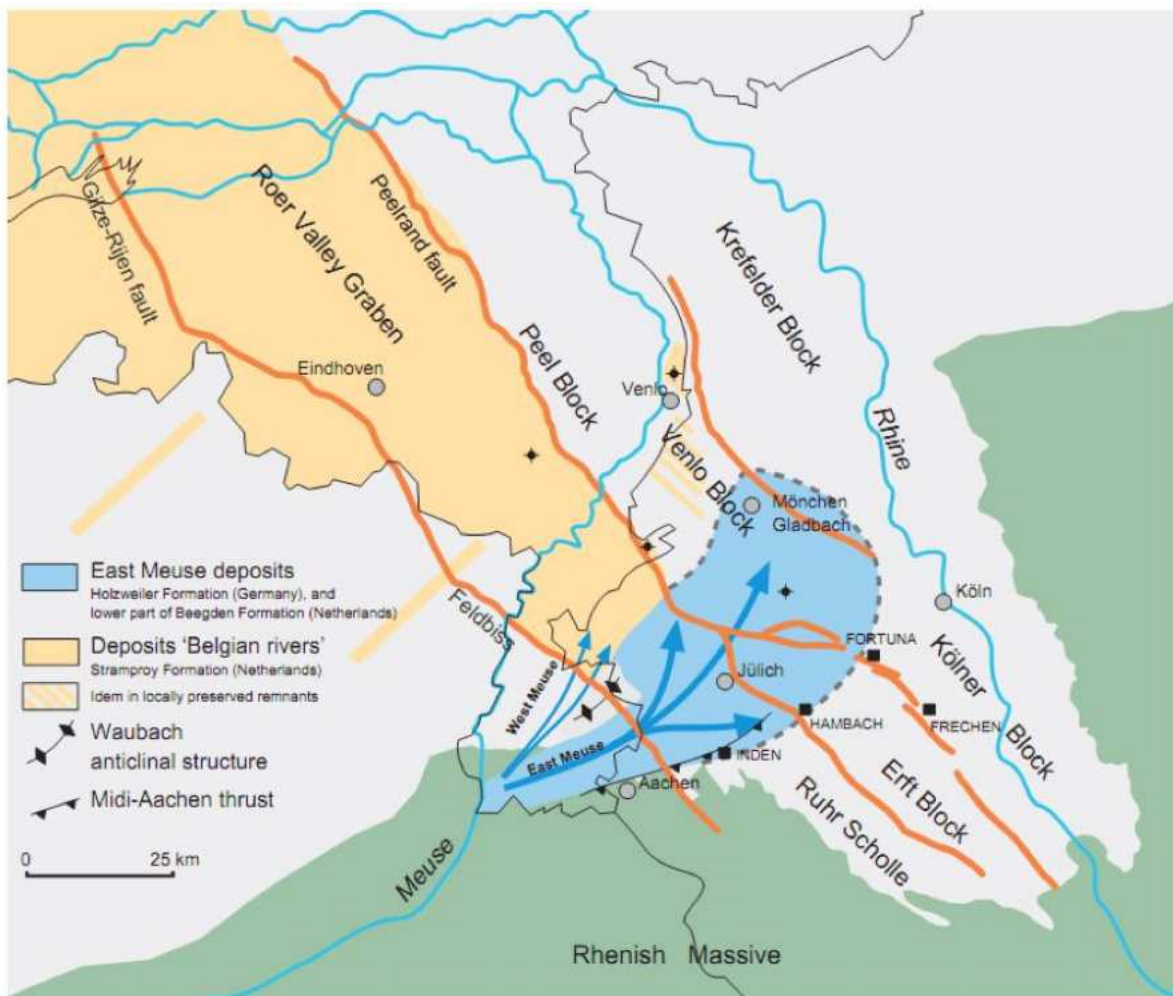 Gilze-Rijen fault
Roer Valley Graben
Peelrand fault
Peel Block
Krefelder Block
Eindhoven
Venlo
Venlo Block
Rhine
Mönchen
Gladbach
Köln
Kölner
Block
FORTUNA
Jülich
HAMBACH
FRECHEN
INDEN
Erft Block
Ruhr Scholle
Feldbiss
West Meuse
East Meuse
Aachen
Meuse
Rhenish Massive
East Meuse deposits
Holzweiler Formation (Germany), and
lower part of Beegden Formation (Netherlands)
Deposits 'Belgian rivers'
Stramproy Formation (Netherlands)
Idem in locally preserved remnants
Waubach
anticlinal structure
Midi-Aachen thrust
0 25 km